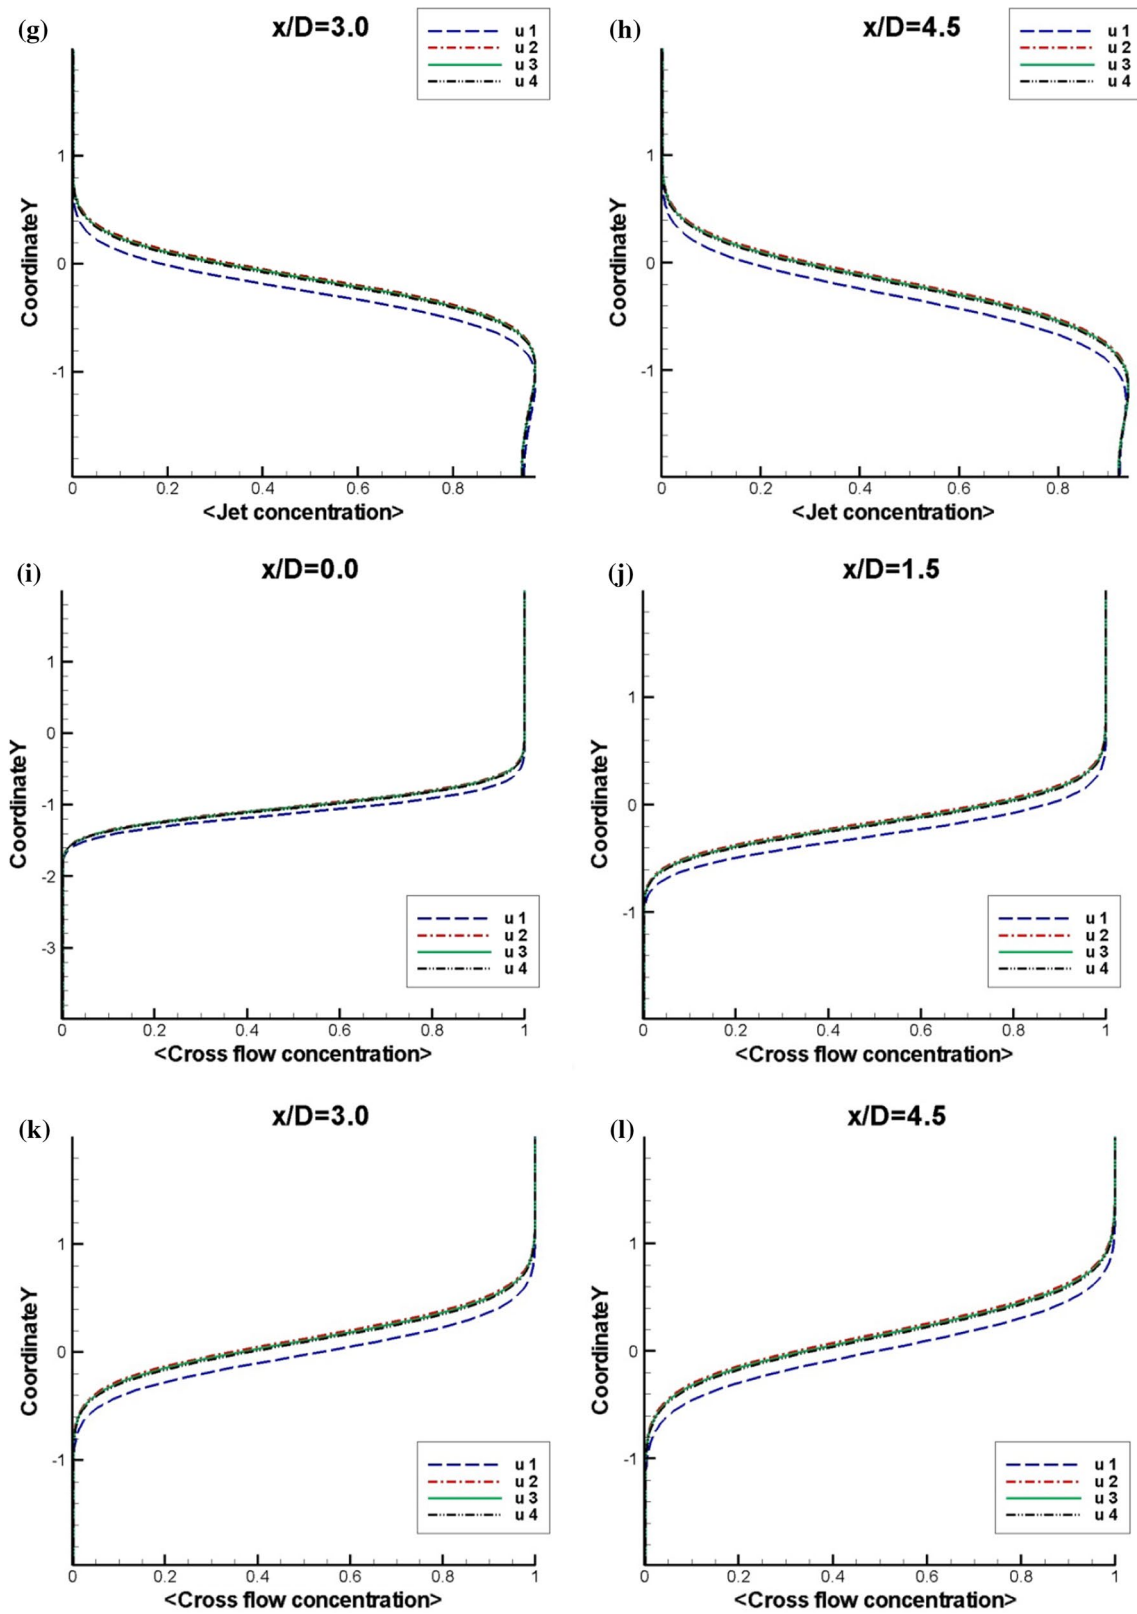 (g) x/D=3.0
u 1
u 2
u 3
u 4
1
0
-1
CoordinateY
0 0.2 0.4 0.6 0.8
<Jet concentration>
(h) x/D=4.5
u 1
u 2
u 3
u 4
1
0
-1
CoordinateY
0 0.2 0.4 0.6 0.8
<Jet concentration>
(i) x/D=0.0
1
0
-1
-2
-3
CoordinateY
u 1
u 2
u 3
u 4
0 0.2 0.4 0.6 0.8 1
<Cross flow concentration>
(j) x/D=1.5
1
0
-1
CoordinateY
u 1
u 2
u 3
u 4
0 0.2 0.4 0.6 0.8 1
<Cross flow concentration>
(k) x/D=3.0
1
0
-1
CoordinateY
u 1
u 2
u 3
u 4
0 0.2 0.4 0.6 0.8 1
<Cross flow concentration>
(l) x/D=4.5
1
0
-1
CoordinateY
u 1
u 2
u 3
u 4
0 0.2 0.4 0.6 0.8 1
<Cross flow concentration>